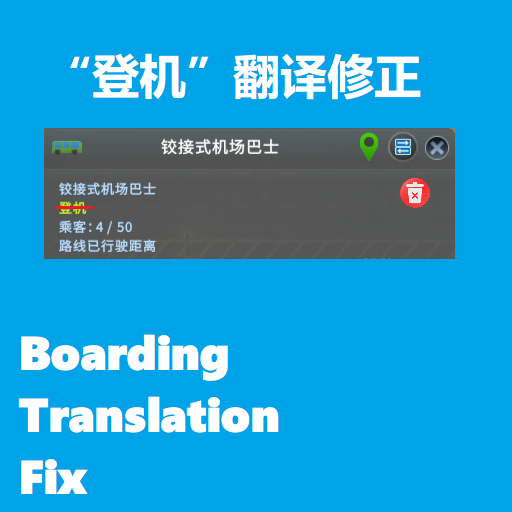 “登机”翻译修正
铰接式机场巴士
铰接式机场巴士
登机
乘客：4 / 50
路线已行驶距离
Boarding
Translation
Fix